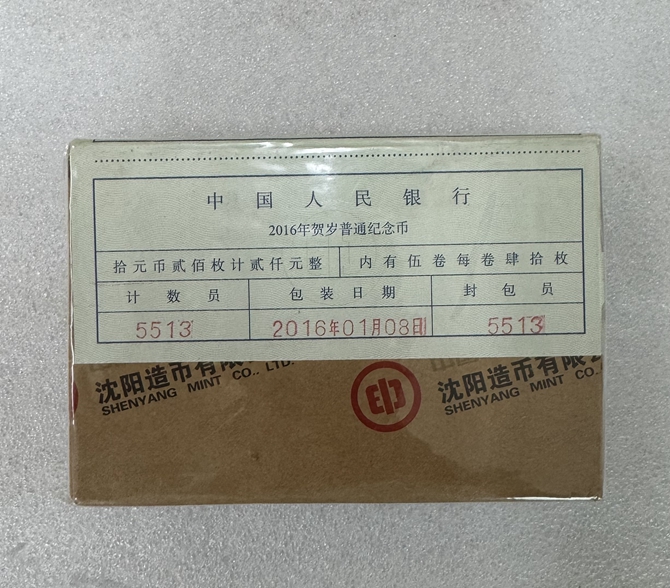 中国人民银行
2016年贺岁普通纪念币
拾元币贰佰枚计贰仟元整 内有伍卷每卷肆拾枚
计数员 包装日期 封包员
5513 2016年01月08日 5513
沈阳造币有限 沈阳造币有限
SHENYANG MINT CO., LTD. SHENYANG MINT CO.,